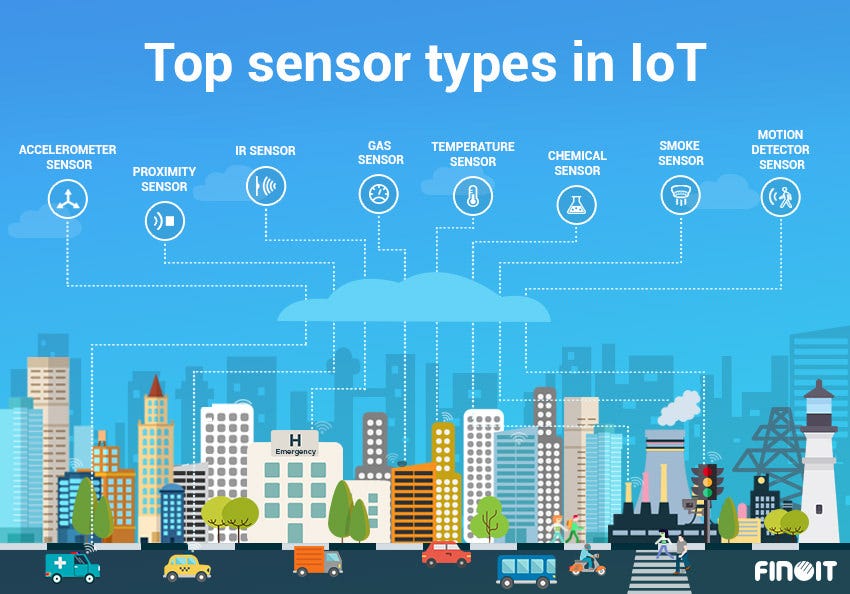 Top sensor types in IoT
ACCELEROMETER
SENSOR
PROXIMITY
SENSOR
IR SENSOR
GAS
SENSOR
TEMPERATURE
SENSOR
CHEMICAL
SENSOR
SMOKE
SENSOR
MOTION
DETECTOR
SENSOR
H
Emergency
FINOIT